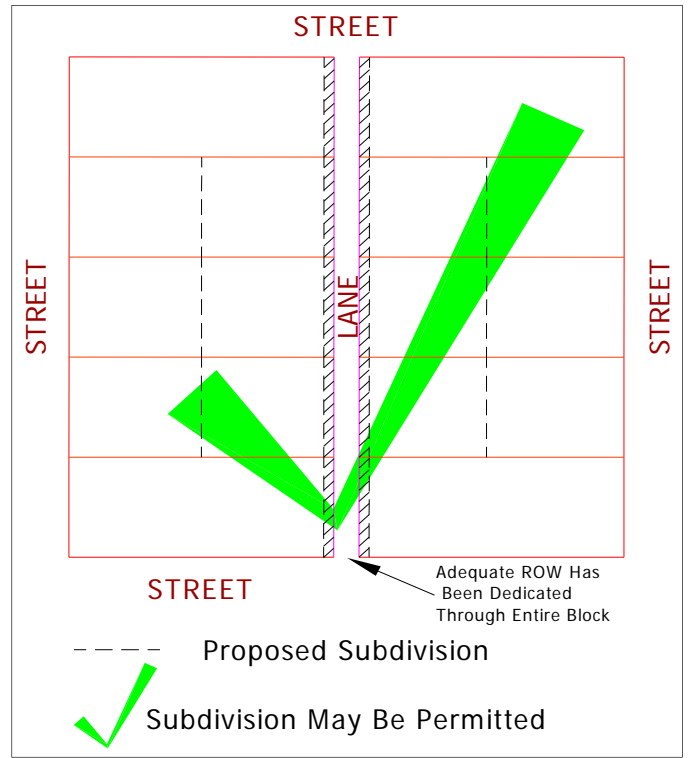 STREET
STREET
LANE
STREET
Adequate ROW Has
Been Dedicated
Through Entire Block
STREET
Proposed Subdivision
Subdivision May Be Permitted